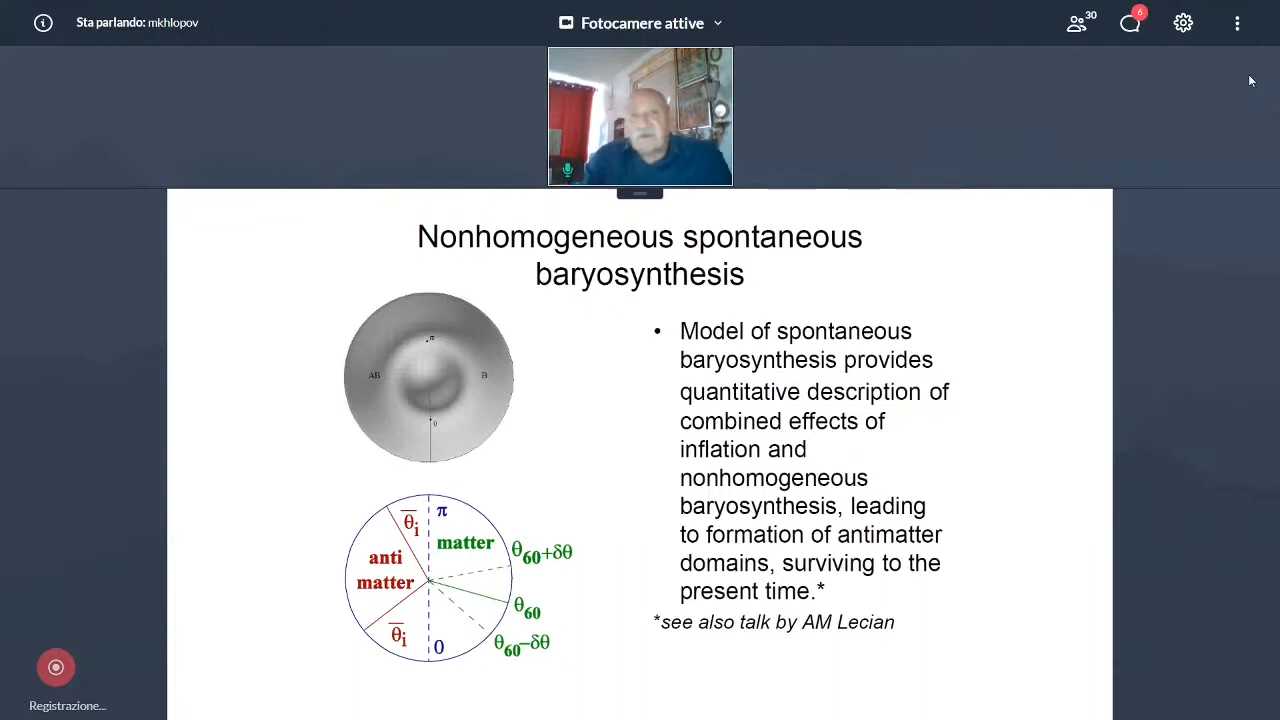 Sta parlando: mkhlopov
Fotocamere attive
30
6
Nonhomogeneous spontaneous
baryosynthesis
π
AB
B
0
• Model of spontaneous
baryosynthesis provides
quantitative description of
combined effects of
inflation and
nonhomogeneous
baryosynthesis, leading
to formation of antimatter
domains, surviving to the
present time.*
*see also talk by AM Lecian
θ̅i
π
matter
anti
matter
θ60+δθ
θ60
θ̅i
0
θ60−δθ
Registrazione...